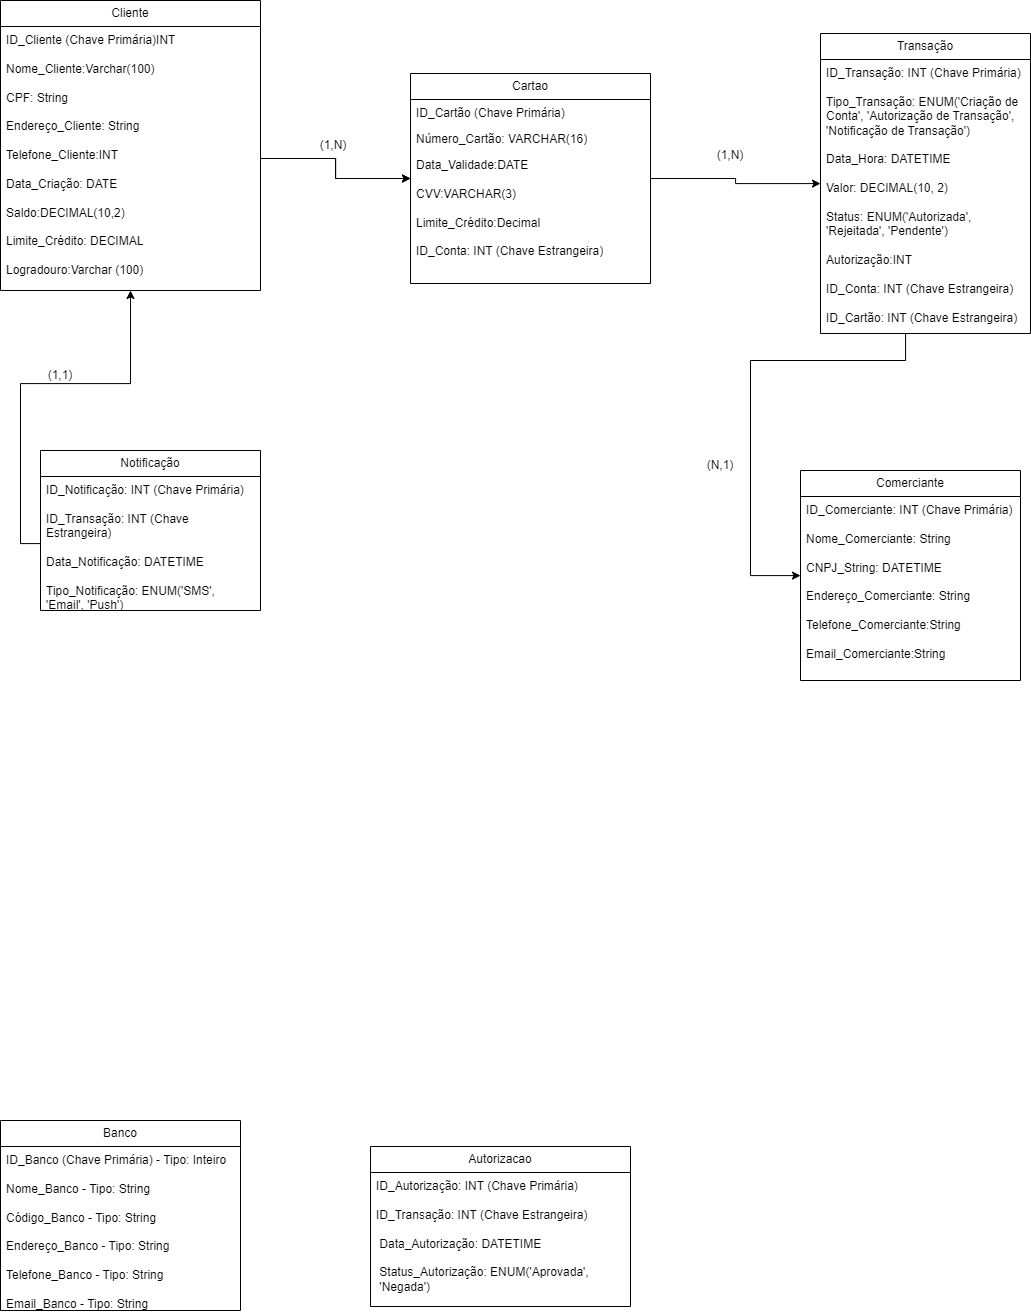 Cliente
ID_Cliente (Chave Primária)INT
Nome_Cliente:Varchar(100)
CPF: String
Endereço_Cliente: String
Telefone_Cliente:INT
Data_Criação: DATE
Saldo:DECIMAL(10,2)
Limite_Crédito: DECIMAL
Logradouro:Varchar (100)
(1,N)
Cartao
ID_Cartão (Chave Primária)
Número_Cartão: VARCHAR(16)
Data_Validade:DATE
CVV:VARCHAR(3)
Limite_Crédito:Decimal
ID_Conta: INT (Chave Estrangeira)
(1,N)
Transação
ID_Transação: INT (Chave Primária)
Tipo_Transação: ENUM('Criação de
Conta', 'Autorização de Transação',
'Notificação de Transação')
Data_Hora: DATETIME
Valor: DECIMAL(10, 2)
Status: ENUM('Autorizada',
'Rejeitada', 'Pendente')
Autorização:INT
ID_Conta: INT (Chave Estrangeira)
ID_Cartão: INT (Chave Estrangeira)
(1,1)
Notificação
ID_Notificação: INT (Chave Primária)
ID_Transação: INT (Chave
Estrangeira)
Data_Notificação: DATETIME
Tipo_Notificação: ENUM('SMS',
'Email', 'Push')
(N,1)
Comerciante
ID_Comerciante: INT (Chave Primária)
Nome_Comerciante: String
CNPJ_String: DATETIME
Endereço_Comerciante: String
Telefone_Comerciante:String
Email_Comerciante:String
Banco
ID_Banco (Chave Primária) - Tipo: Inteiro
Nome_Banco - Tipo: String
Código_Banco - Tipo: String
Endereço_Banco - Tipo: String
Telefone_Banco - Tipo: String
Email_Banco - Tipo: String
Autorizacao
ID_Autorização: INT (Chave Primária)
ID_Transação: INT (Chave Estrangeira)
Data_Autorização: DATETIME
Status_Autorização: ENUM('Aprovada',
'Negada')